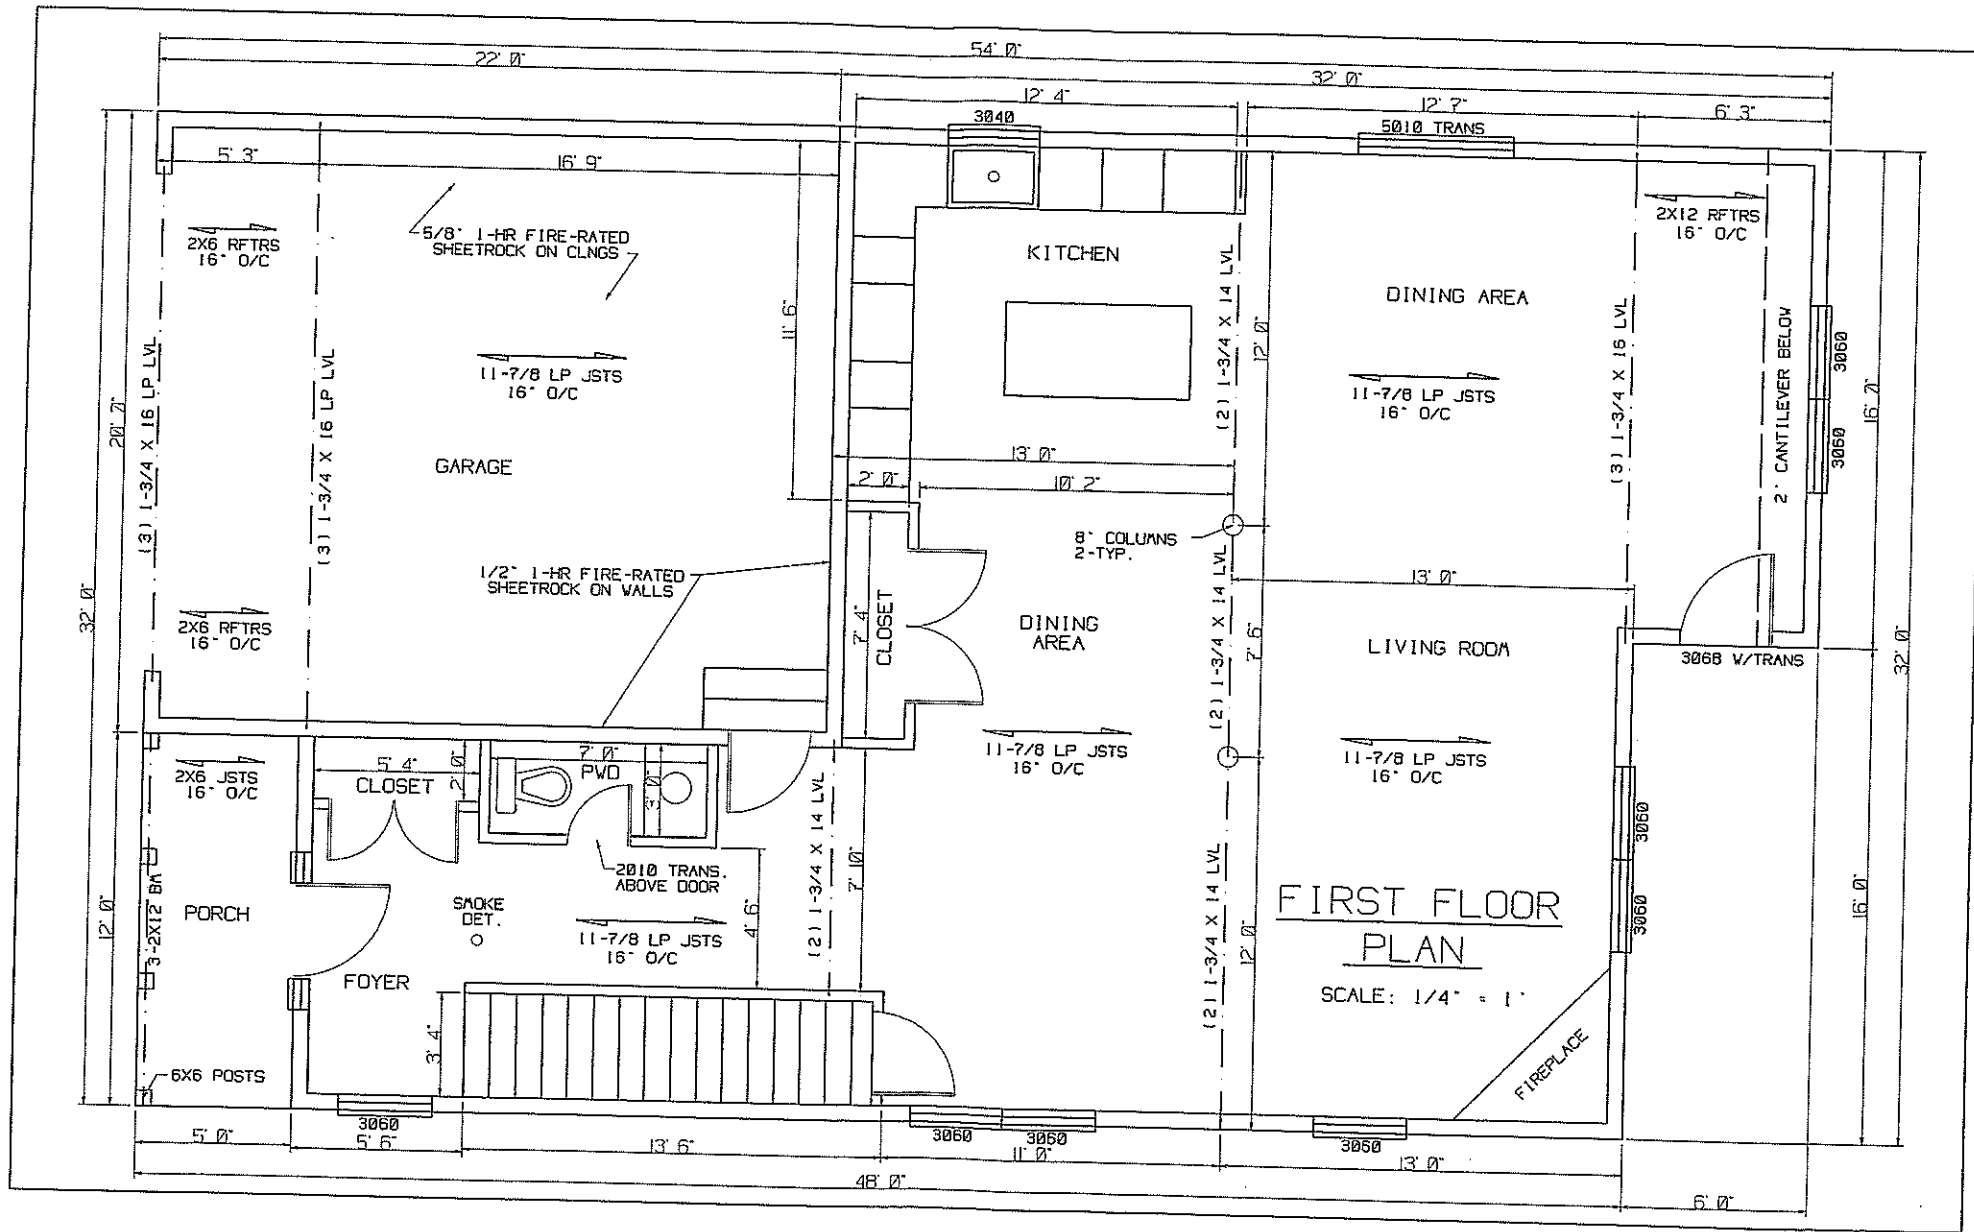 54' 0"
22' 0"
32' 0"
12' 4"
12' 7"
6' 3"
3040
5010 TRANS
5' 3"
16' 9"
2X6 RFTRS
16" O/C
5/8" 1-HR FIRE-RATED
SHEETROCK ON CLNGS
KITCHEN
DINING AREA
2X12 RFTRS
16" O/C
(3) 1-3/4 X 16 LP LVL
(3) 1-3/4 X 16 LP LVL
11-7/8 LP JSTS
16" O/C
11' 6"
(2) 1-3/4 X 14 LVL
12' 0"
11-7/8 LP JSTS
16" O/C
(3) 1-3/4 X 16 LVL
2' CANTILEVER BELOW
3060
3060
16' 0"
20' 0"
32' 0"
GARAGE
13' 0"
2' 0"
10' 2"
8" COLUMNS
2-TYP.
1/2" 1-HR FIRE-RATED
SHEETROCK ON WALLS
13' 0"
2X6 RFTRS
16" O/C
7' 4"
CLOSET
DINING
AREA
(2) 1-3/4 X 14 LVL
7' 6"
LIVING ROOM
3068 W/TRANS
32' 0"
2X6 JSTS
16" O/C
5' 4"
CLOSET
2' 0"
7' 0"
PWD
11-7/8 LP JSTS
16" O/C
11-7/8 LP JSTS
16" O/C
3060
3060
2010 TRANS.
ABOVE DOOR
(2) 1-3/4 X 14 LVL
7' 10"
4' 6"
3-2X12 BM
12' 0"
PORCH
SMOKE
DET.
11-7/8 LP JSTS
16" O/C
FOYER
(2) 1-3/4 X 14 LVL
12' 0"
16' 0"
FIRST FLOOR
PLAN
SCALE: 1/4" = 1'
3' 4"
FIREPLACE
6X6 POSTS
3060
3060
3060
3060
5' 0"
5' 6"
13' 6"
11' 0"
13' 0"
48' 0"
6' 0"